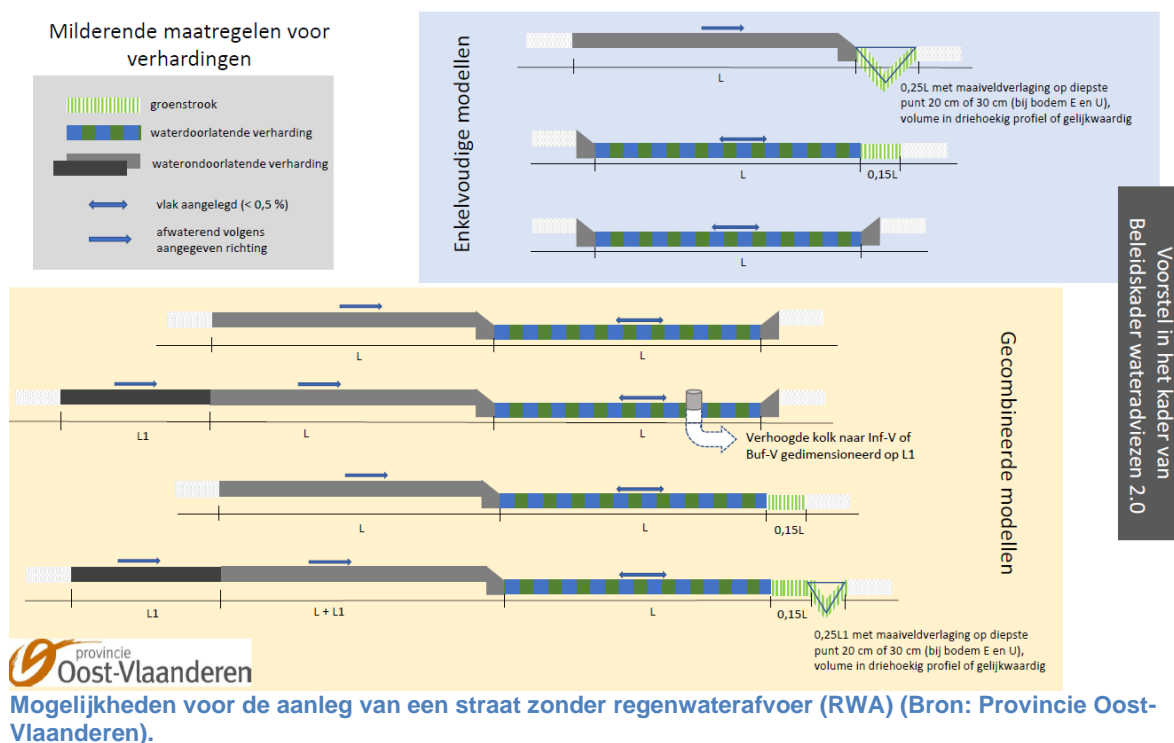 Milderende maatregelen voor
verhardingen
groenstrook
waterdoorlatende verharding
waterondoorlatende verharding
vlak aangelegd (< 0,5 %)
afwaterend volgens
aangegeven richting
Enkelvoudige modellen
L
0,25L met maaiveldverlaging op diepste
punt 20 cm of 30 cm (bij bodem E en U),
volume in driehoekig profiel of gelijkwaardig
L
0,15L
L
Voorstel in het kader van
Beleidskader wateradviezen 2.0
Gecombineerde modellen
L
L
L1
L
L
Verhoogde kolk naar Inf-V of
Buf-V gedimensioneerd op L1
L
L
0,15L
L1
L + L1
L
0,15L
0,25L1 met maaiveldverlaging op diepste
punt 20 cm of 30 cm (bij bodem E en U),
volume in driehoekig profiel of gelijkwaardig
provincie
Oost-Vlaanderen
Mogelijkheden voor de aanleg van een straat zonder regenwaterafvoer (RWA) (Bron: Provincie Oost-
Vlaanderen).